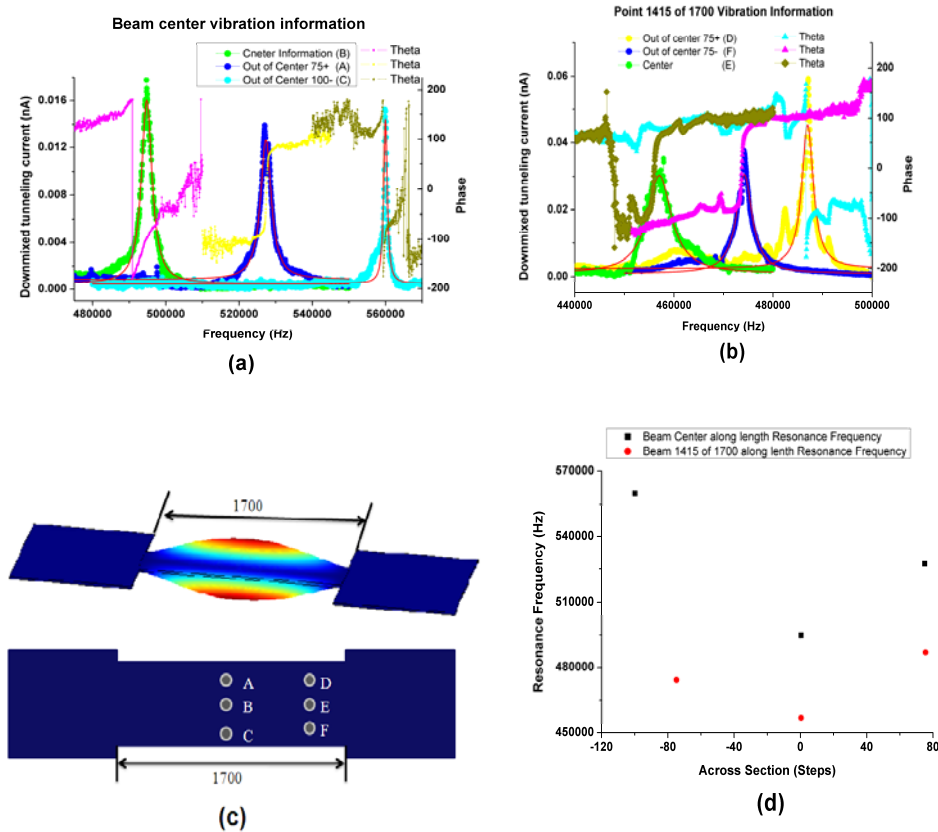 Beam center vibration information
Cneter Information (B)
Out of Center 75+ (A)
Out of Center 100- (C)
Theta
Theta
Theta
Downmixed tunneling current (nA)
0.016
0.012
0.008
0.004
0.000
200
100
0
-100
-200
Phase
480000 500000 520000 540000 560000
Frequency (Hz)
(a)
Point 1415 of 1700 Vibration Information
Out of center 75+ (D)
Out of center 75- (F)
Center (E)
Theta
Theta
Theta
Downmixed tunneling current (nA)
0.06
0.04
0.02
0.00
200
100
0
-100
-200
Phase
440000 460000 480000 500000
Frequency (Hz)
(b)
1700
A D
B E
C F
1700
(c)
Beam Center along length Resonance Frequency
Beam 1415 of 1700 along lenth Resonance Frequency
Resonance Frequency (Hz)
570000
540000
510000
480000
450000
-120 -80 -40 0 40 80
Across Section (Steps)
(d)